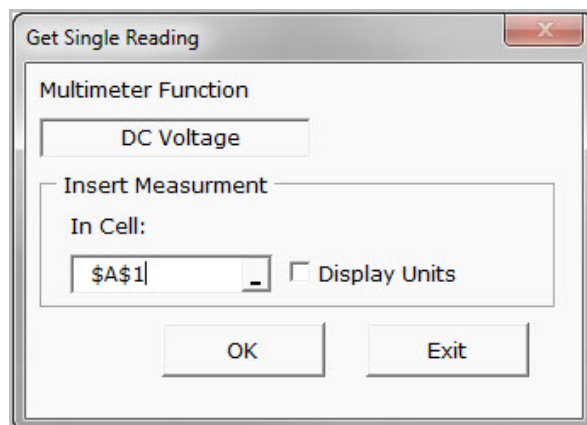 Get Single Reading
Multimeter Function
DC Voltage
Insert Measurment
In Cell:
$A$1
Display Units
OK
Exit